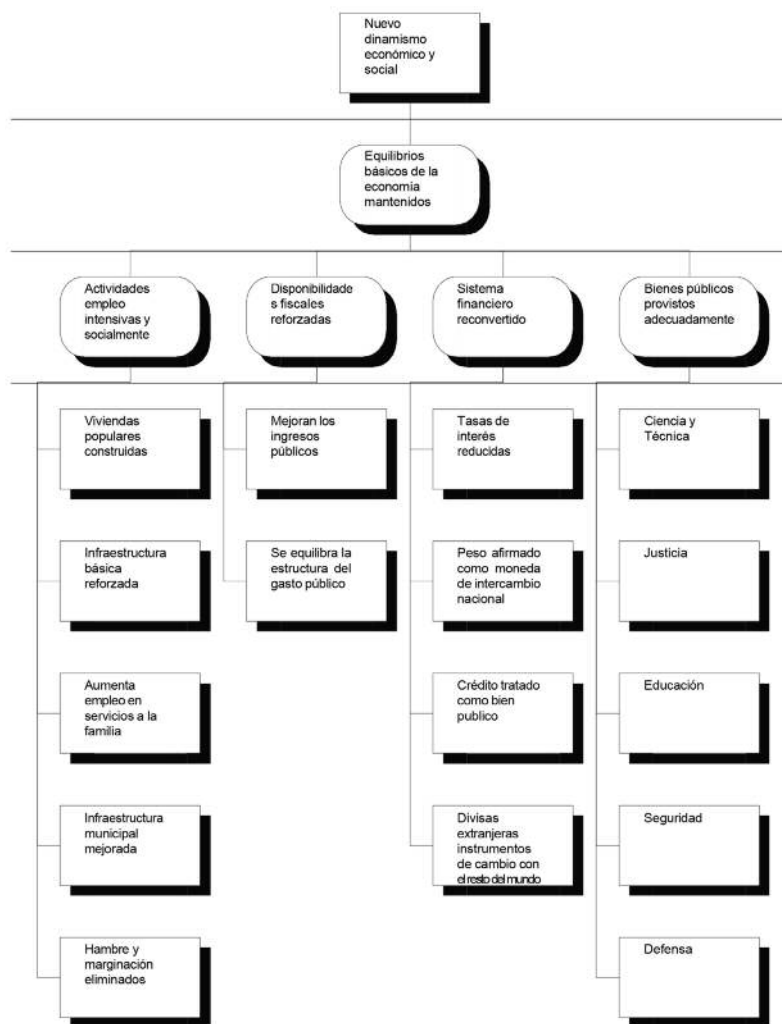 Nuevo
dinamismo
económico y
social
Equilibrios
básicos de la
economía
mantenidos
Actividades
empleo
intensivas y
socialmente
Disponibilidade
s fiscales
reforzadas
Sistema
financiero
reconvertido
Bienes públicos
provistos
adecuadamente
Viviendas
populares
construidas
Mejoran los
ingresos
públicos
Tasas de
interés
reducidas
Ciencia y
Técnica
Infraestructura
básica
reforzada
Se equilibra la
estructura del
gasto público
Peso afirmado
como moneda
de intercambio
nacional
Justicia
Aumenta
empleo en
servicios a la
familia
Crédito tratado
como bien
publico
Educación
Infraestructura
municipal
mejorada
Divisas
extranjeras
instrumentos
de cambio con
el resto del mundo
Seguridad
Hambre y
marginación
eliminados
Defensa